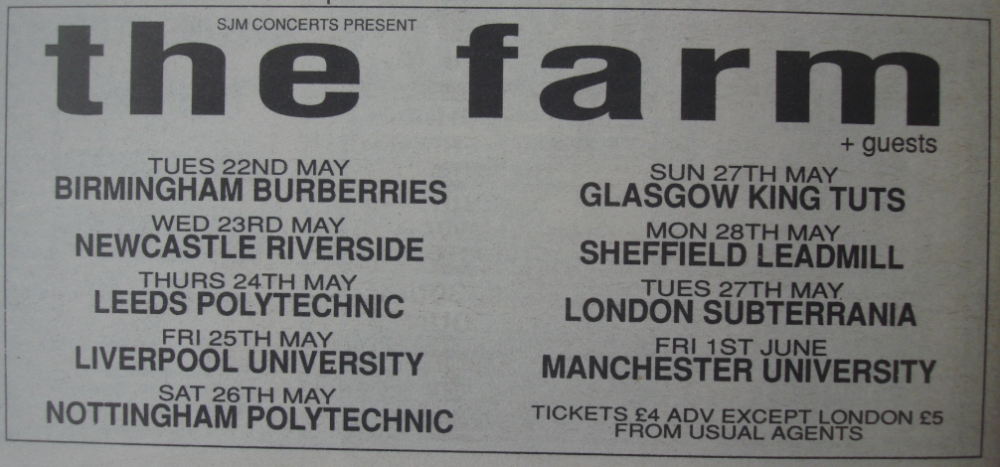 SJM CONCERTS PRESENT
the farm
+ guests
TUES 22ND MAY
BIRMINGHAM BURBERRIES
WED 23RD MAY
NEWCASTLE RIVERSIDE
THURS 24TH MAY
LEEDS POLYTECHNIC
FRI 25TH MAY
LIVERPOOL UNIVERSITY
SAT 26TH MAY
NOTTINGHAM POLYTECHNIC
SUN 27TH MAY
GLASGOW KING TUTS
MON 28TH MAY
SHEFFIELD LEADMILL
TUES 27TH MAY
LONDON SUBTERRANIA
FRI 1ST JUNE
MANCHESTER UNIVERSITY
TICKETS £4 ADV EXCEPT LONDON £5
FROM USUAL AGENTS